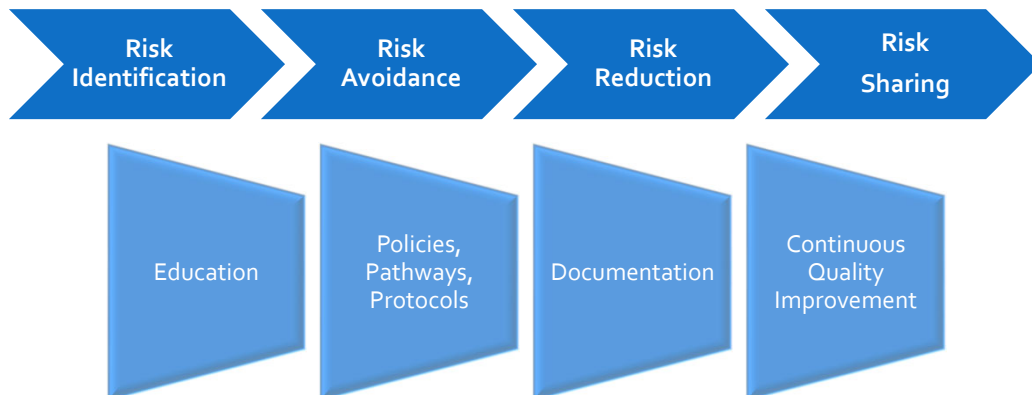 Risk
Identification
Risk
Avoidance
Risk
Reduction
Risk
Sharing
Education
Policies,
Pathways,
Protocols
Documentation
Continuous
Quality
Improvement